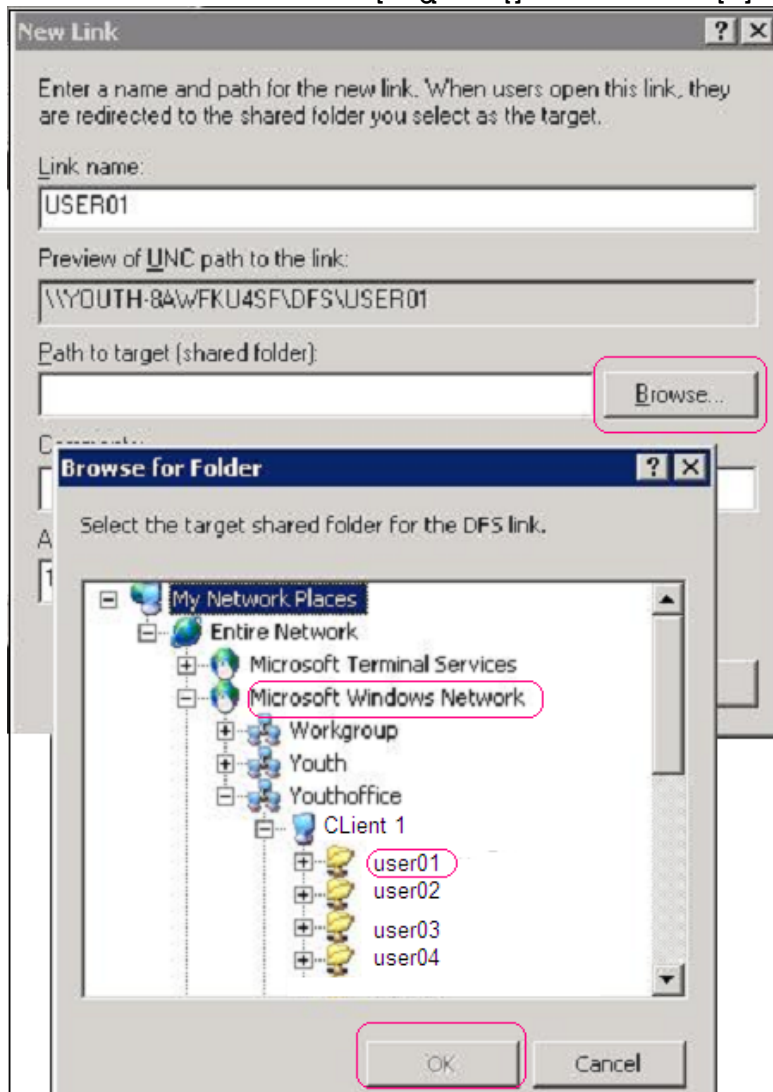 New Link
Enter a name and path for the new link. When users open this link, they
are redirected to the shared folder you select as the target.
Link name:
USER01
Preview of UNC path to the link:
\\YOUTH-8AWFKU4SF\DFS\USER01
Path to target (shared folder):
Browse...
Browse for Folder
Select the target shared folder for the DFS link.
My Network Places
Entire Network
Microsoft Terminal Services
Microsoft Windows Network
Workgroup
Youth
Youthoffice
CLient 1
user01
user02
user03
user04
OK Cancel